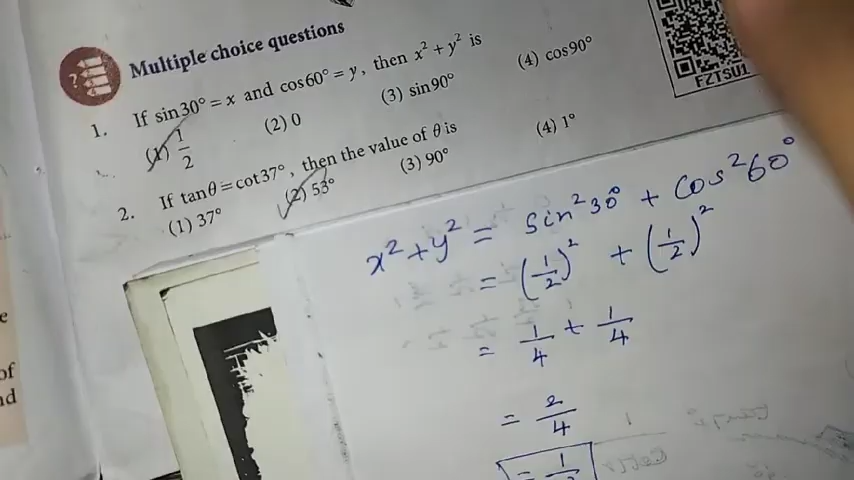 Multiple choice questions
1. If sin30° = x and cos60° = y, then x² + y² is
(1) 1/2 (2) 0 (3) sin90° (4) cos90°
2. If tanθ = cot37°, then the value of θ is
(1) 37° (2) 53° (3) 90° (4) 1°
FZTSU1
x² + y² = sin²30° + cos²60°
= (1/2)² + (1/2)²
= 1/4 + 1/4
= 2/4